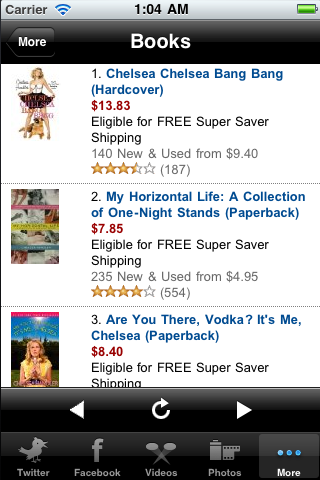 Carrier 1:04 AM
More Books
1. Chelsea Chelsea Bang Bang
(Hardcover)
$13.83
Eligible for FREE Super Saver
Shipping
140 New & Used from $9.40
(187)
2. My Horizontal Life: A Collection
of One-Night Stands (Paperback)
$7.85
Eligible for FREE Super Saver
Shipping
235 New & Used from $4.95
(554)
3. Are You There, Vodka? It's Me,
Chelsea (Paperback)
$8.40
Eligible for FREE Super Saver
Shipping
Twitter Facebook Videos Photos More